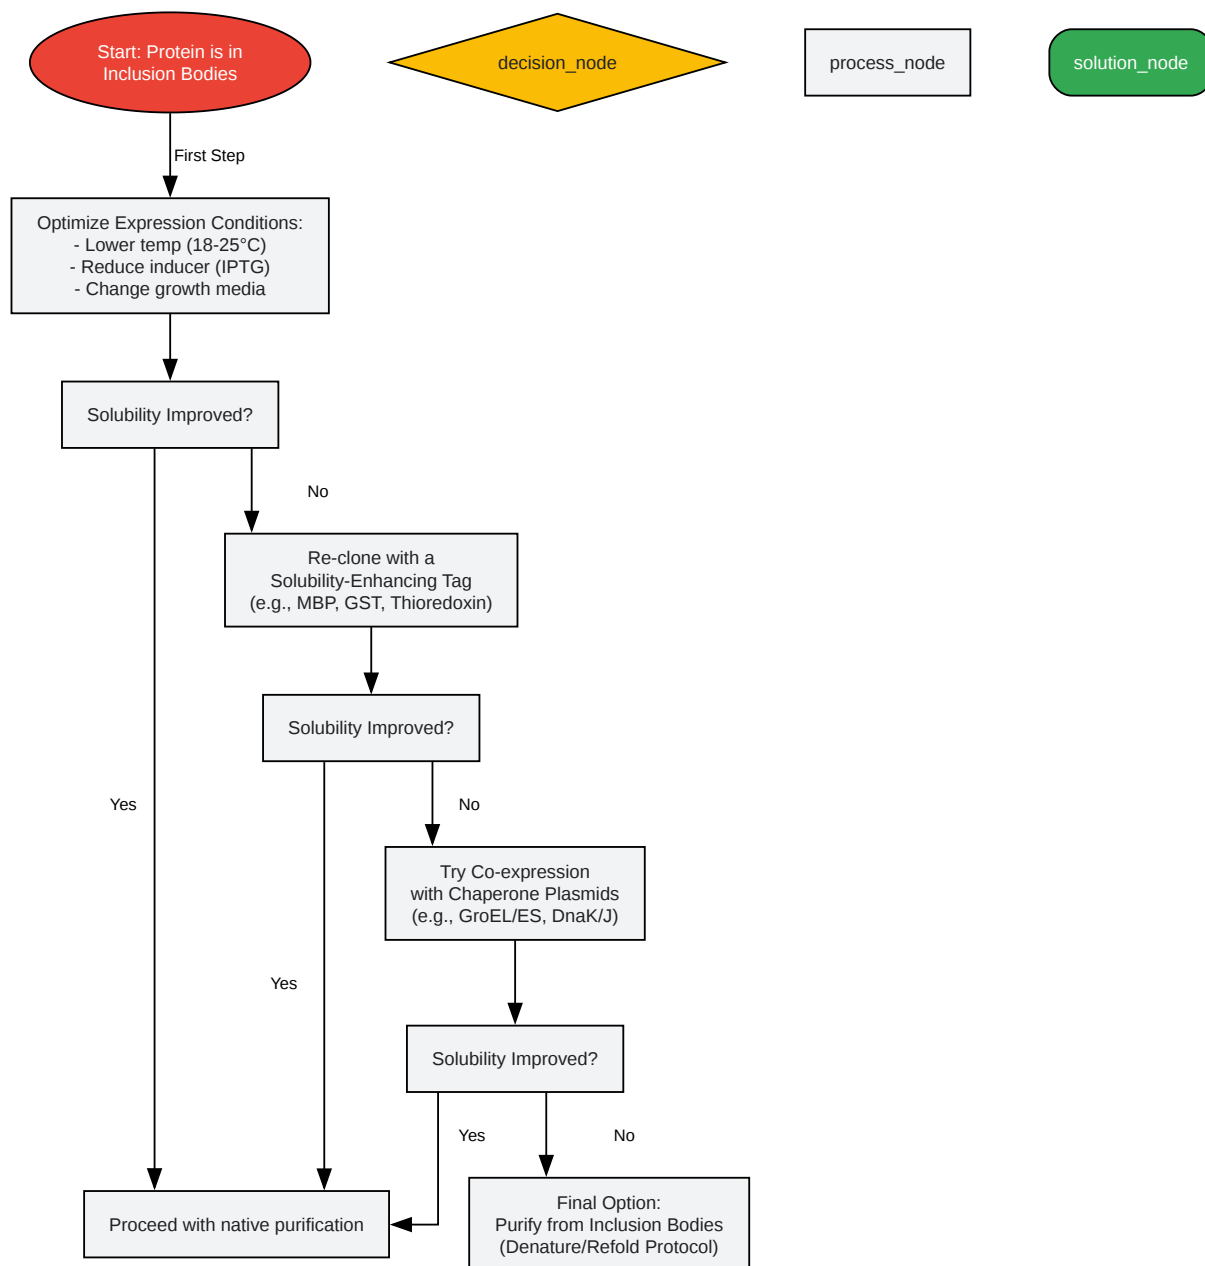 Start: Protein is in
Inclusion Bodies
decision_node
process_node
solution_node
First Step
Optimize Expression Conditions:
- Lower temp (18-25°C)
- Reduce inducer (IPTG)
- Change growth media
Solubility Improved?
No
Re-clone with a
Solubility-Enhancing Tag
(e.g., MBP, GST, Thioredoxin)
Solubility Improved?
Yes
No
Try Co-expression
with Chaperone Plasmids
(e.g., GroEL/ES, DnaK/J)
Yes
Solubility Improved?
Yes
No
Proceed with native purification
Final Option:
Purify from Inclusion Bodies
(Denature/Refold Protocol)